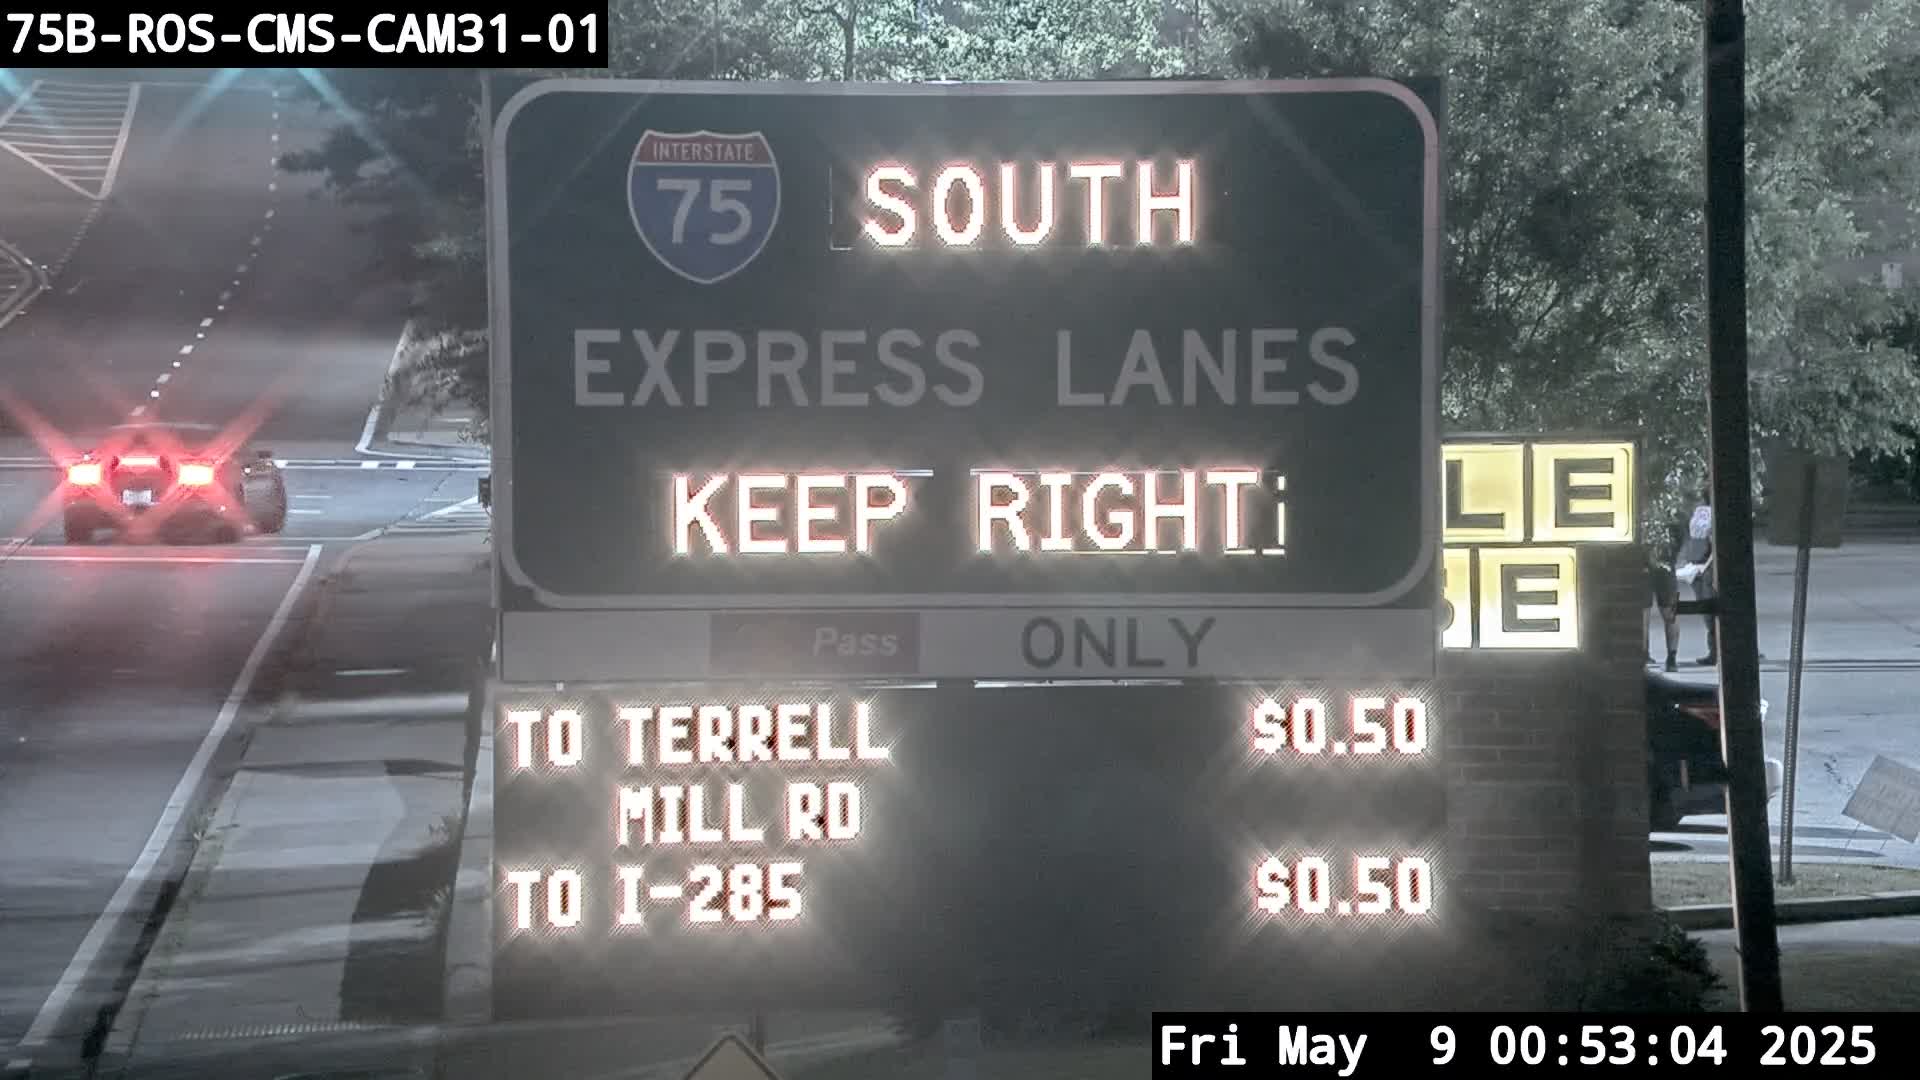 75B-ROS-CMS-CAM31-01
INTERSTATE
75
SOUTH
EXPRESS LANES
KEEP RIGHT
Pass ONLY
TO TERRELL $0.50
MILL RD
TO I-285 $0.50
LE
E
Fri May 9 00:53:04 2025